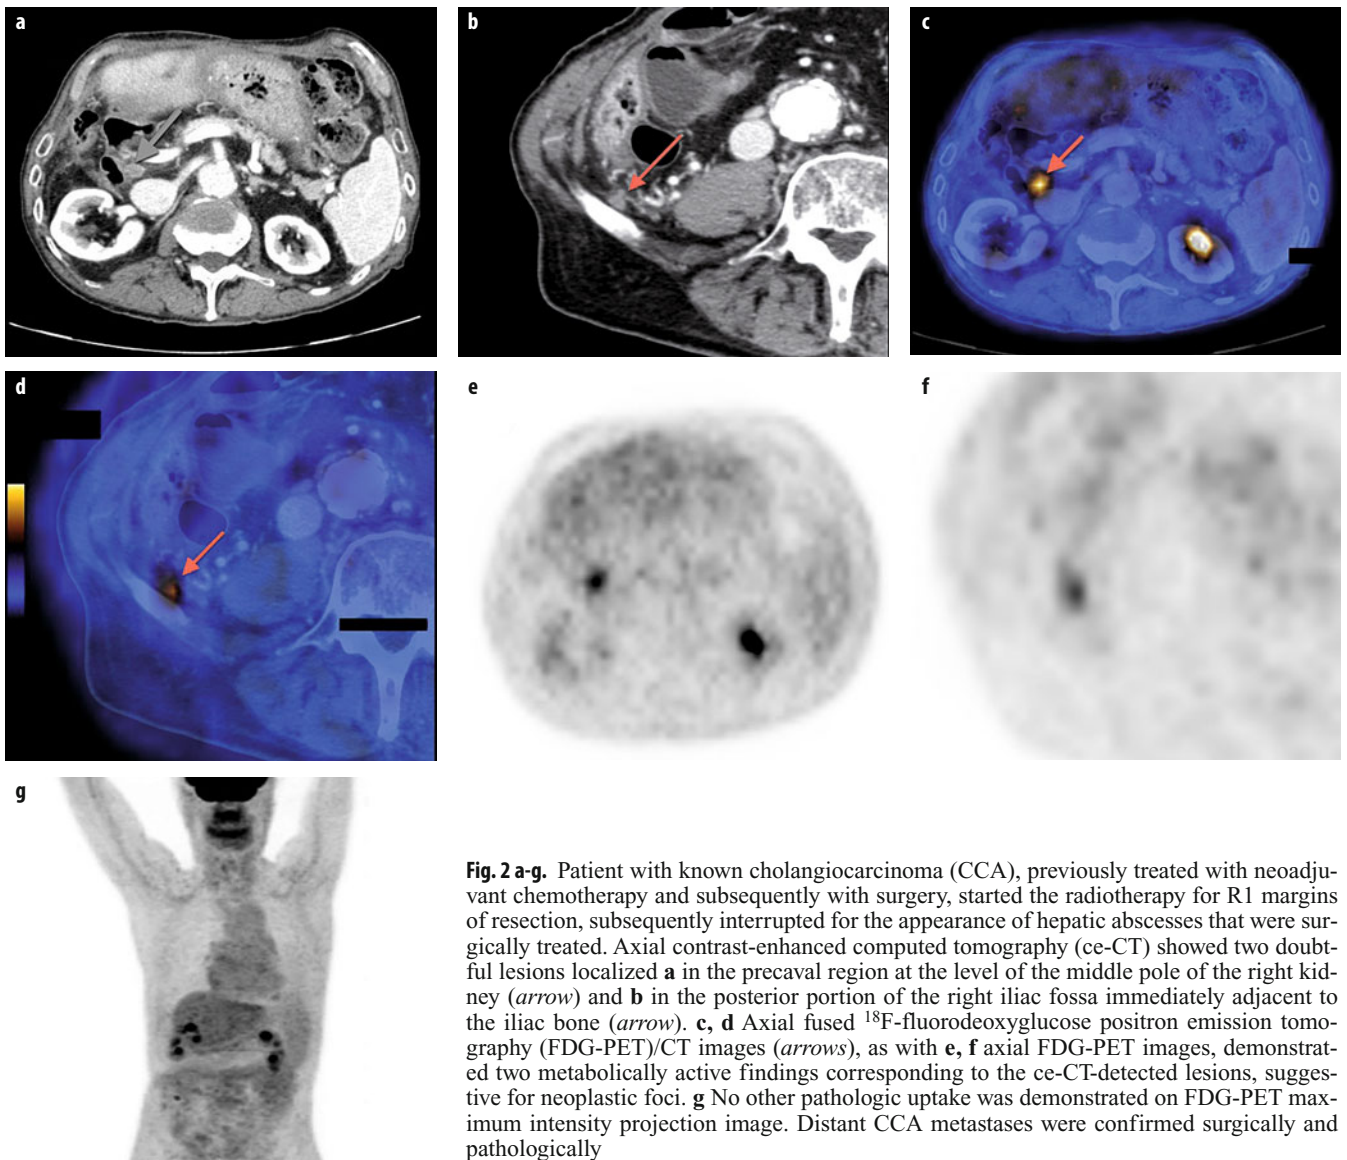 a
b
c
d
e
f
g
Fig. 2 a-g. Patient with known cholangiocarcinoma (CCA), previously treated with neoadju-
vant chemotherapy and subsequently with surgery, started the radiotherapy for R1 margins
of resection, subsequently interrupted for the appearance of hepatic abscesses that were sur-
gically treated. Axial contrast-enhanced computed tomography (ce-CT) showed two doubt-
ful lesions localized a in the precaval region at the level of the middle pole of the right kid-
ney (arrow) and b in the posterior portion of the right iliac fossa immediately adjacent to
the iliac bone (arrow). c, d Axial fused ¹⁸F-fluorodeoxyglucose positron emission tomo-
graphy (FDG-PET)/CT images (arrows), as with e, f axial FDG-PET images, demonstrat-
ed two metabolically active findings corresponding to the ce-CT-detected lesions, sugges-
tive for neoplastic foci. g No other pathologic uptake was demonstrated on FDG-PET max-
imum intensity projection image. Distant CCA metastases were confirmed surgically and
pathologically